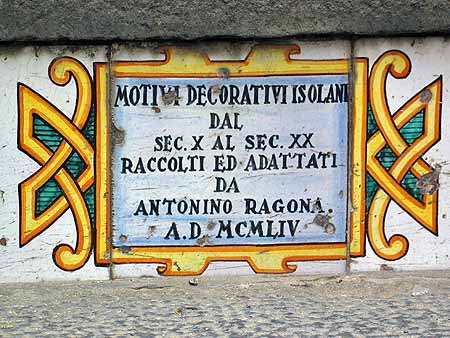 MOTIVI DECORATIVI ISOLANI
DAL
SEC. X AL SEC. XX
RACCOLTI ED ADATTATI
DA
ANTONINO RAGONA.
A.D. MCMLIV.